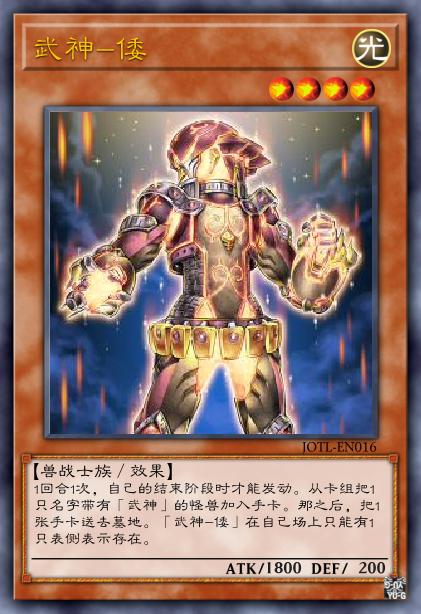 武神-倭
光
JOTL-EN016
【兽战士族/效果】
1回合1次，自己的结束阶段时才能发动。从卡组把1
只名字带有「武神」的怪兽加入手卡。那之后，把1
张手卡送去墓地。「武神-倭」在自己场上只能有1
只表侧表示存在。
ATK/1800 DEF/ 200